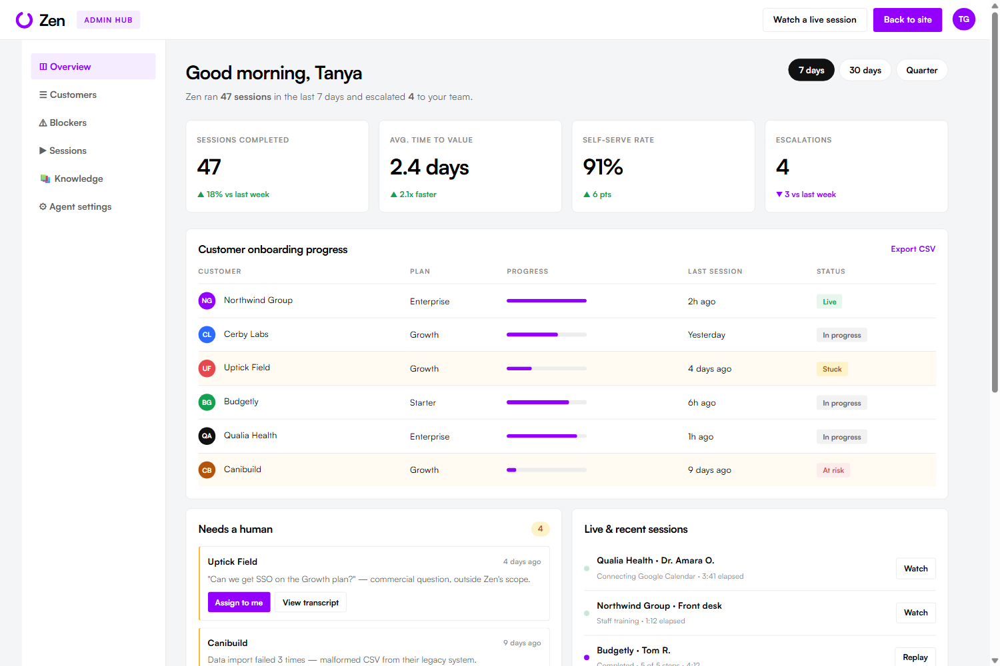 Zen
ADMIN HUB
Watch a live session
Back to site
TG
Overview
Customers
Blockers
Sessions
Knowledge
Agent settings
Good morning, Tanya
Zen ran 47 sessions in the last 7 days and escalated 4 to your team.
7 days
30 days
Quarter
SESSIONS COMPLETED
47
▲ 18% vs last week
AVG. TIME TO VALUE
2.4 days
▲ 2.1x faster
SELF-SERVE RATE
91%
▲ 6 pts
ESCALATIONS
4
▼ 3 vs last week
Customer onboarding progress
Export CSV
CUSTOMER PLAN PROGRESS LAST SESSION STATUS
NG Northwind Group Enterprise 2h ago Live
CL Cerby Labs Growth Yesterday In progress
UF Uptick Field Growth 4 days ago Stuck
BG Budgetly Starter 6h ago In progress
QA Qualia Health Enterprise 1h ago In progress
CB Canibuild Growth 9 days ago At risk
Needs a human
4
Uptick Field
4 days ago
"Can we get SSO on the Growth plan?" — commercial question, outside Zen's scope.
Assign to me
View transcript
Canibuild
9 days ago
Data import failed 3 times — malformed CSV from their legacy system.
Live & recent sessions
Qualia Health · Dr. Amara O.
Connecting Google Calendar · 3:41 elapsed
Watch
Northwind Group · Front desk
Staff training · 1:12 elapsed
Watch
Budgetly · Tom R.
Completed · 5 of 5 steps · 4:12
Replay